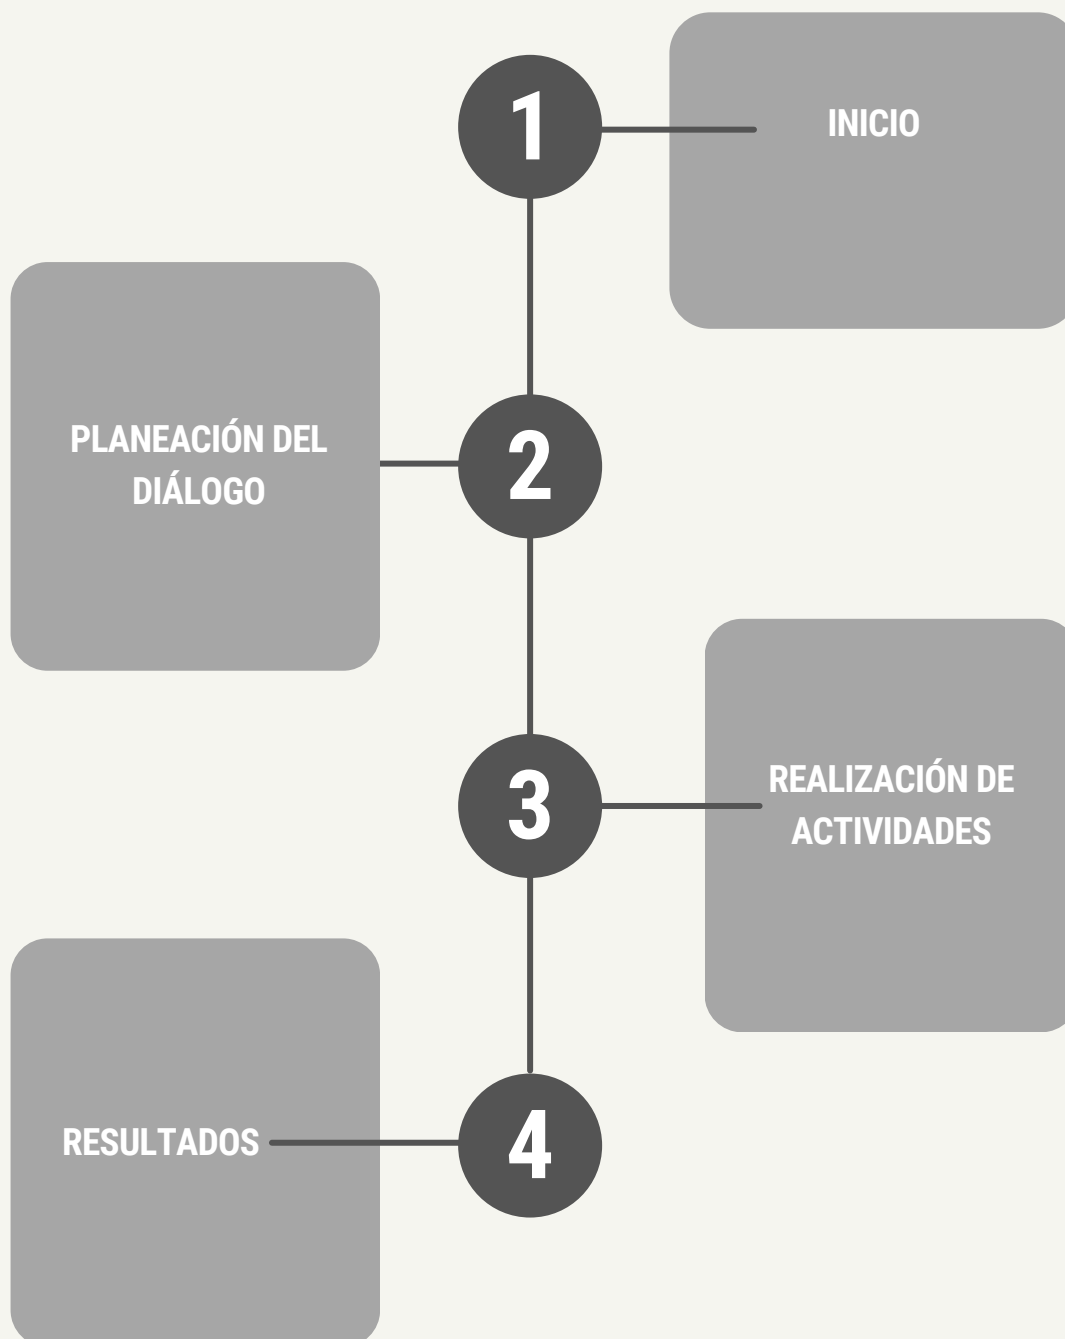 1
INICIO
2
PLANEACIÓN DEL
DIÁLOGO
3
REALIZACIÓN DE
ACTIVIDADES
4
RESULTADOS